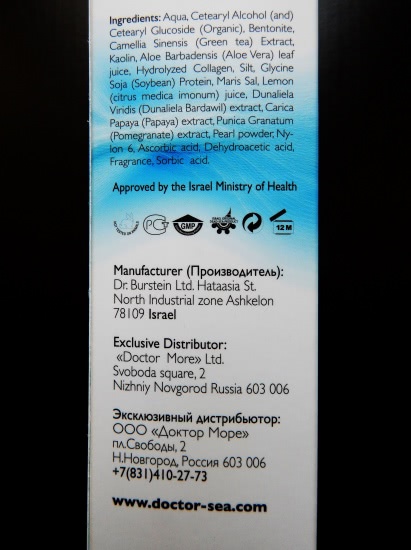 Ingredients: Aqua, Cetearyl Alcohol (and)
Cetearyl Glucoside (Organic), Bentonite,
Camellia Sinensis (Green tea) Extract,
Kaolin, Aloe Barbadensis (Aloe Vera) leaf
juice, Hydrolyzed Collagen, Silt, Glycine
Soja (Soybean) Protein, Maris Sal, Lemon
(citrus medica imonum) juice, Dunaliela
Viridis (Dunaliela Bardawil) extract, Carica
Papaya (Papaya) extract, Punica Granatum
(Pomegranate) extract, Pearl powder, Ny-
lon 6, Ascorbic acid, Dehydroacetic acid,
Fragrance, Sorbic acid.
Approved by the Israel Ministry of Health
GMP 12 M
Manufacturer (Производитель):
Dr. Burstein Ltd. Hataasia St.
North Industrial zone Ashkelon
78109 Israel
Exclusive Distributor:
«Doctor More» Ltd.
Svoboda square, 2
Nizhniy Novgorod Russia 603 006
Эксклюзивный дистрибьютор:
ООО «Доктор Море»
пл.Свободы, 2
Н.Новгород, Россия 603 006
+7(831)410-27-73
www.doctor-sea.com